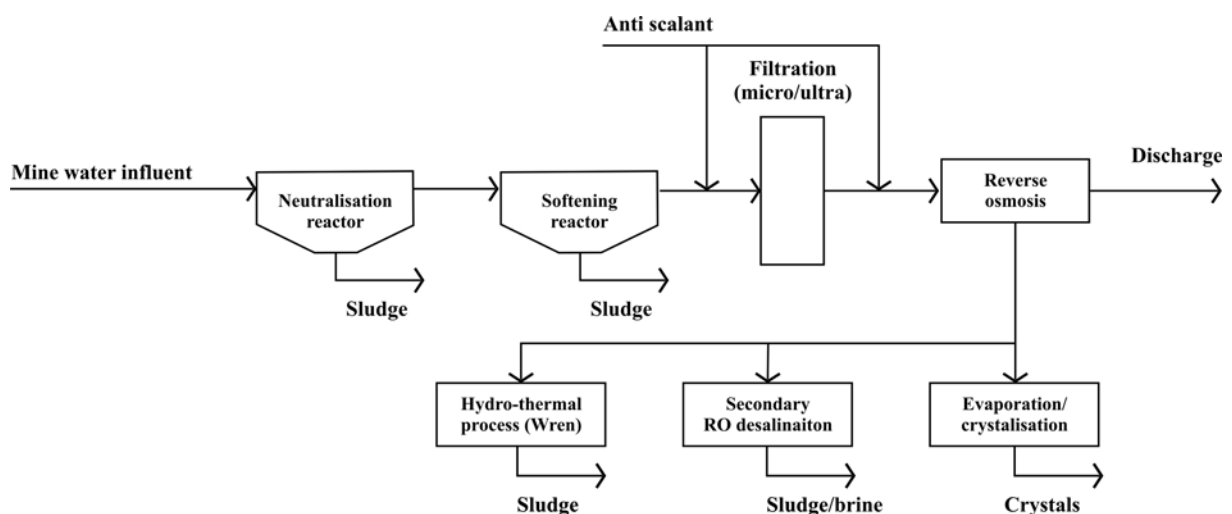 Anti scalant
Filtration
(micro/ultra)
Mine water influent
Discharge
Neutralisation
reactor
Softening
reactor
Reverse
osmosis
Sludge
Sludge
Hydro-thermal
process (Wren)
Secondary
RO desalinaiton
Evaporation/
crystalisation
Sludge
Sludge/brine
Crystals